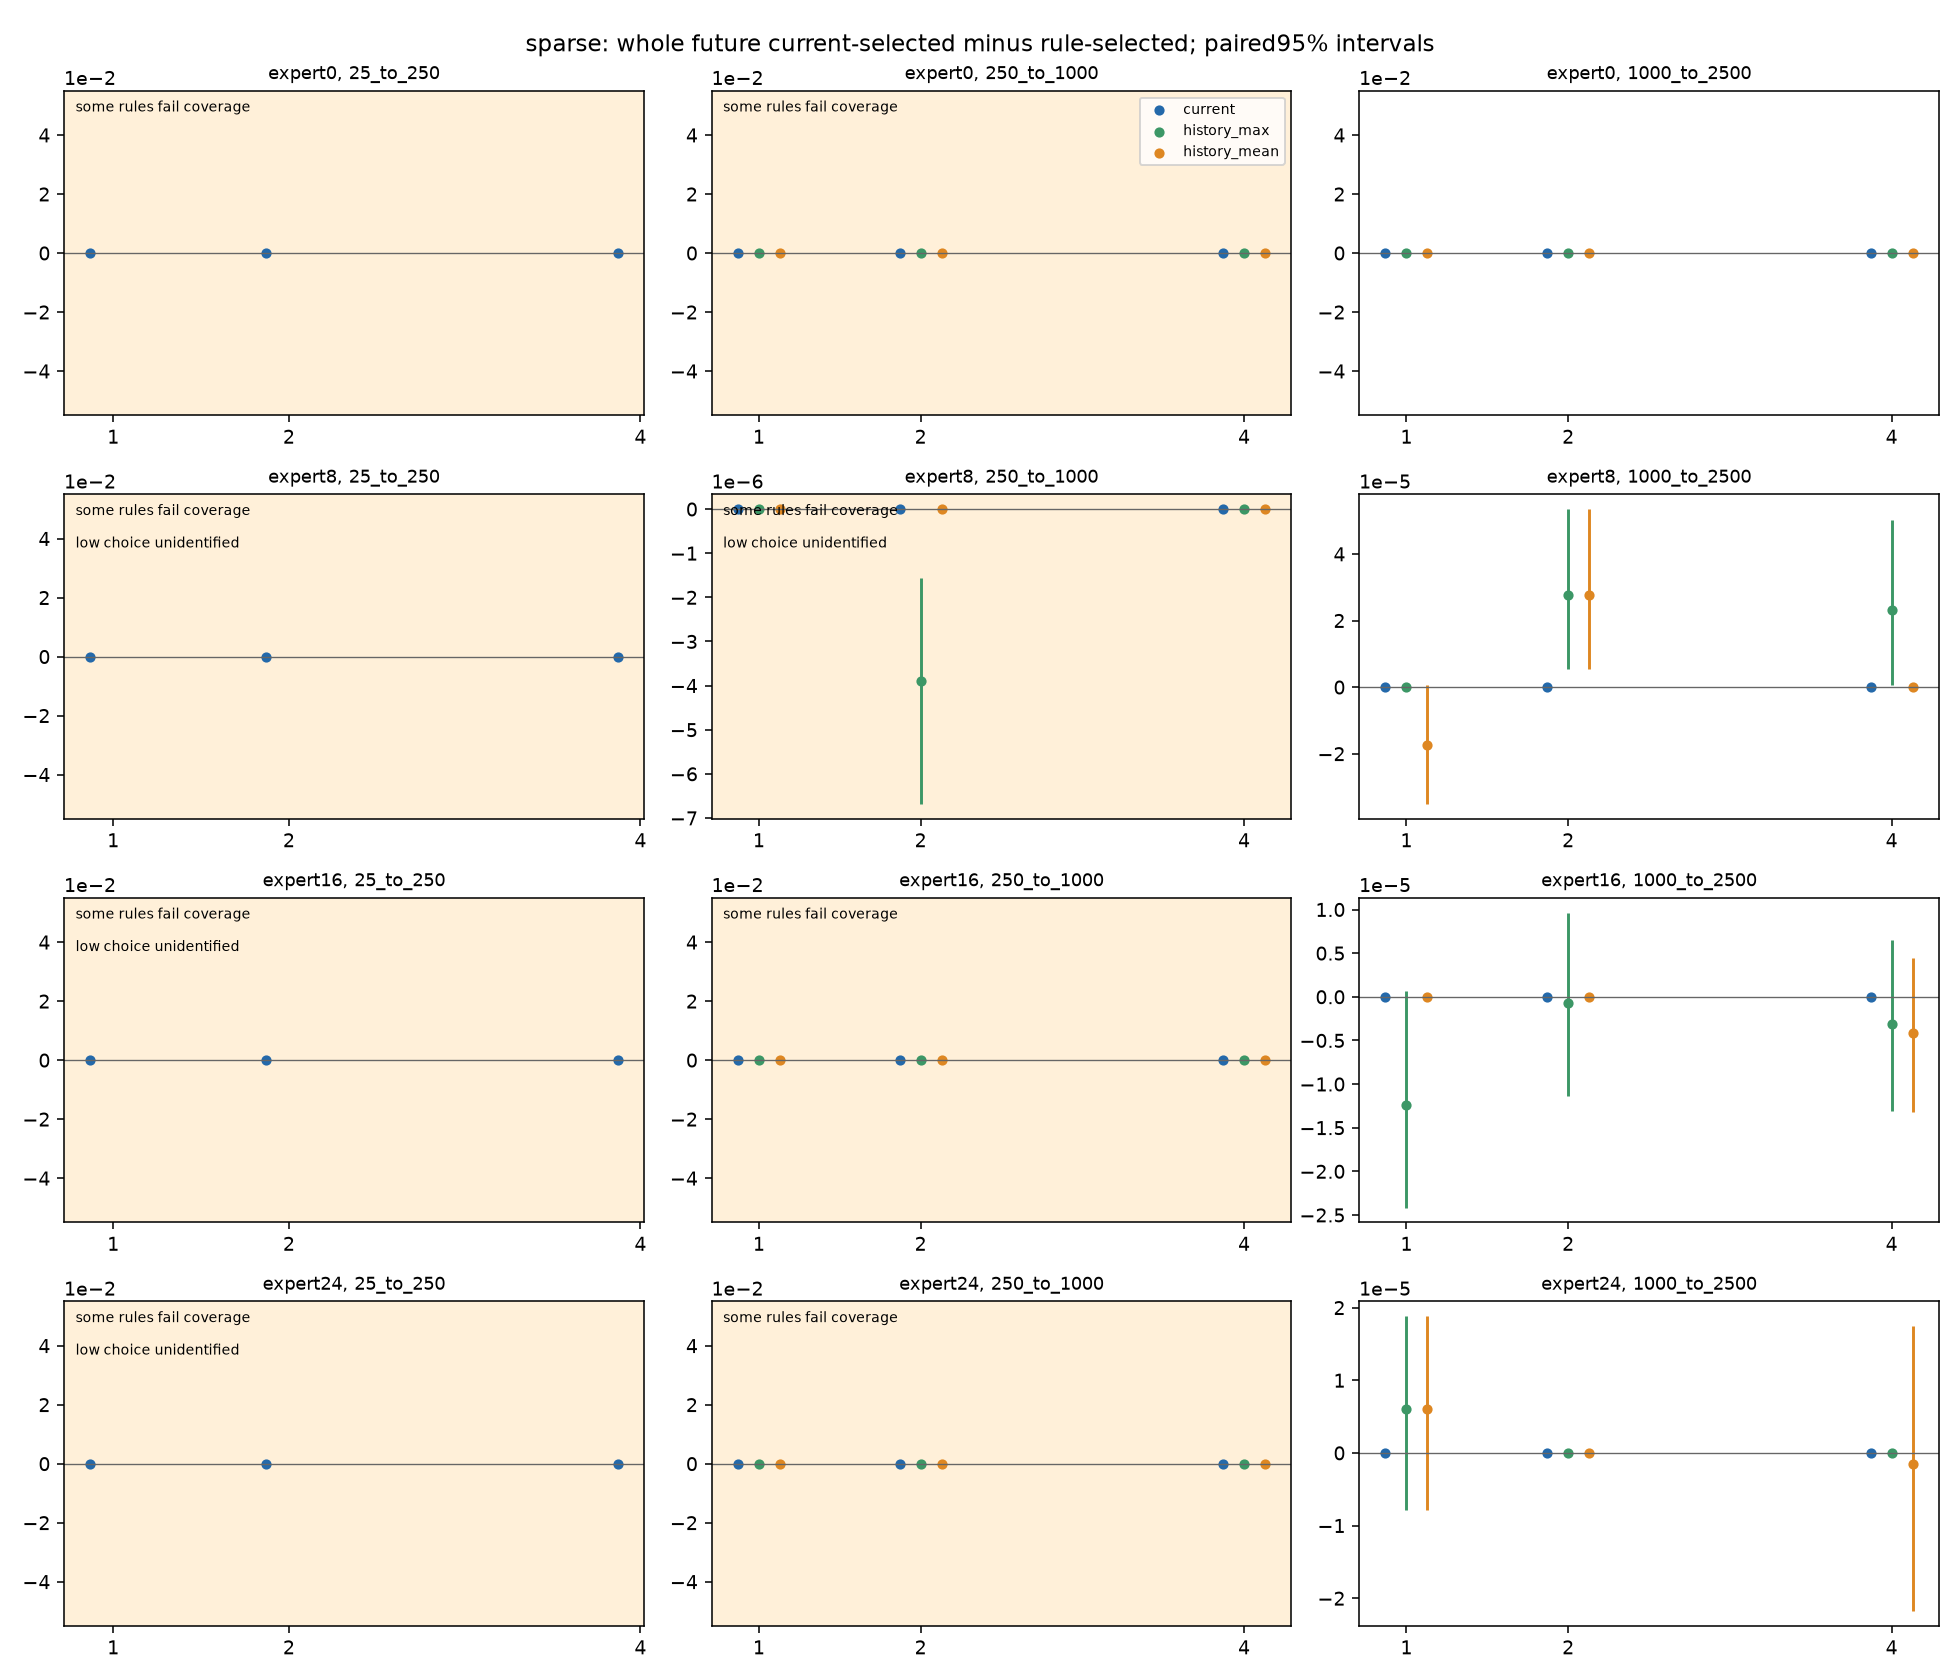 sparse: whole future current-selected minus rule-selected; paired95% intervals
expert0, 25_to_250
1e−2
some rules fail coverage
4
2
0
−2
−4
1
2
4
expert0, 250_to_1000
1e−2
some rules fail coverage
current
history_max
history_mean
4
2
0
−2
−4
1
2
4
expert0, 1000_to_2500
1e−2
4
2
0
−2
−4
1
2
4
expert8, 25_to_250
1e−2
some rules fail coverage
low choice unidentified
4
2
0
−2
−4
1
2
4
expert8, 250_to_1000
1e−6
some rules fail coverage
low choice unidentified
0
−1
−2
−3
−4
−5
−6
−7
1
2
4
expert8, 1000_to_2500
1e−5
4
2
0
−2
1
2
4
expert16, 25_to_250
1e−2
some rules fail coverage
low choice unidentified
4
2
0
−2
−4
1
2
4
expert16, 250_to_1000
1e−2
some rules fail coverage
4
2
0
−2
−4
1
2
4
expert16, 1000_to_2500
1e−5
1.0
0.5
0.0
−0.5
−1.0
−1.5
−2.0
−2.5
1
2
4
expert24, 25_to_250
1e−2
some rules fail coverage
low choice unidentified
4
2
0
−2
−4
1
2
4
expert24, 250_to_1000
1e−2
some rules fail coverage
4
2
0
−2
−4
1
2
4
expert24, 1000_to_2500
1e−5
2
1
0
−1
−2
1
2
4